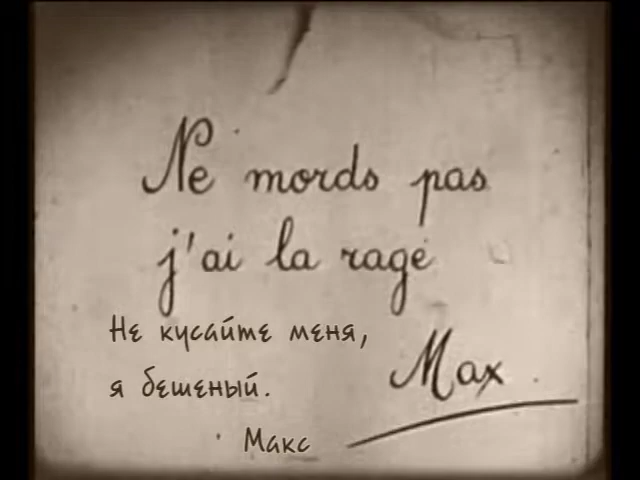 Ne mords pas
j'ai la rage
Max
Не кусайте меня,
я бешеный.
Макс